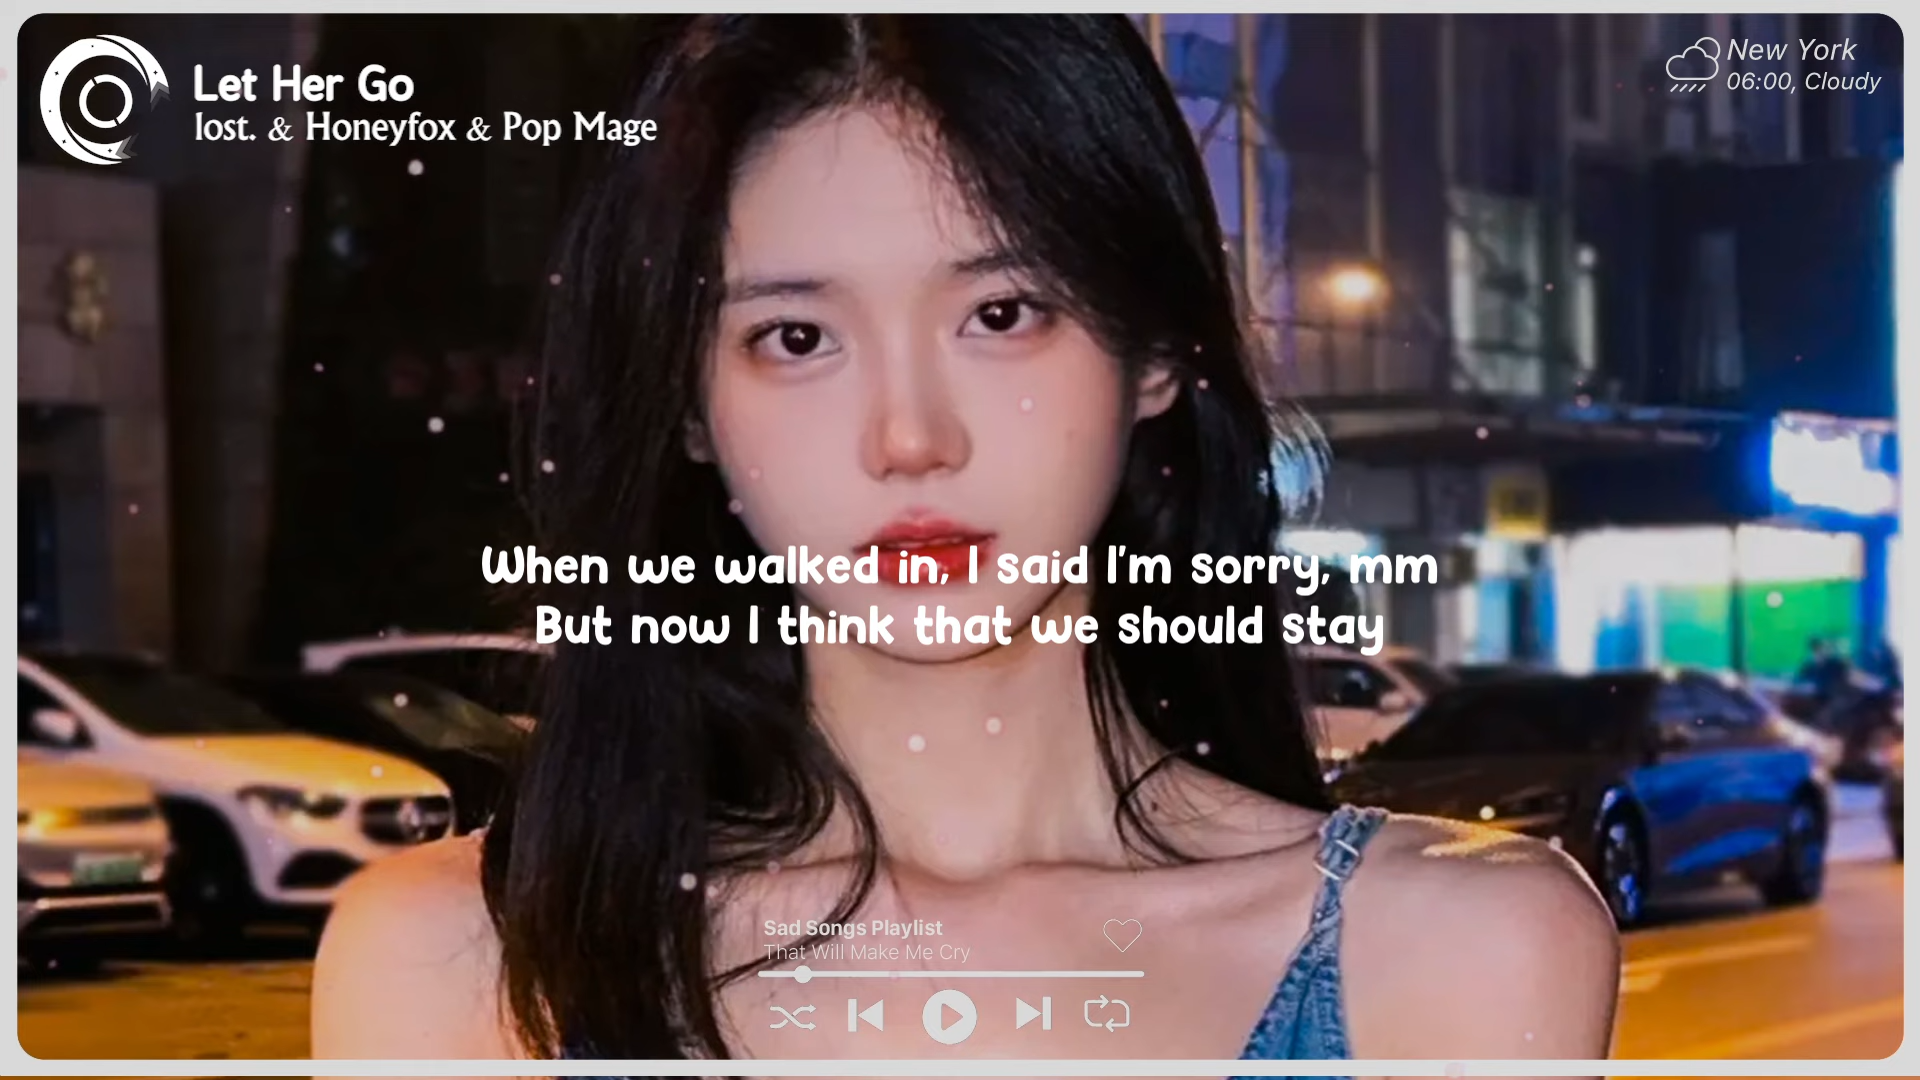 Let Her Go
lost. & Honeyfox & Pop Mage
New York
06:00, Cloudy
When we walked in, I said I'm sorry, mm
But now I think that we should stay
Sad Songs Playlist
That Will Make Me Cry